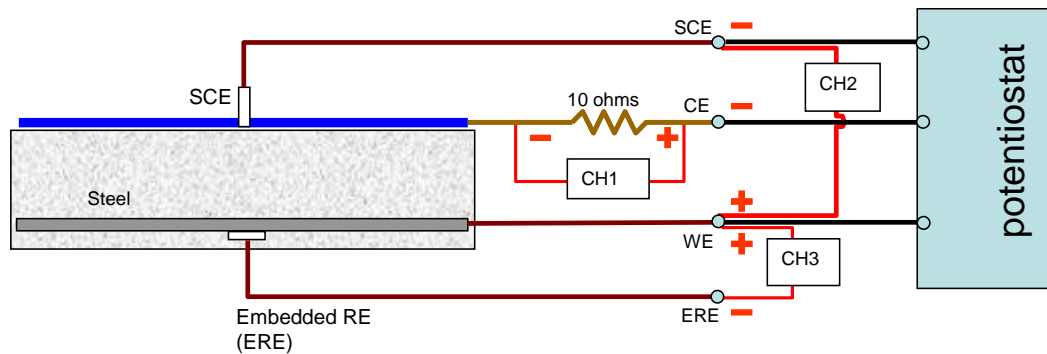 SCE
SCE
CH2
10 ohms
CE
CH1
Steel
WE
CH3
Embedded RE
(ERE)
ERE
potentiostat